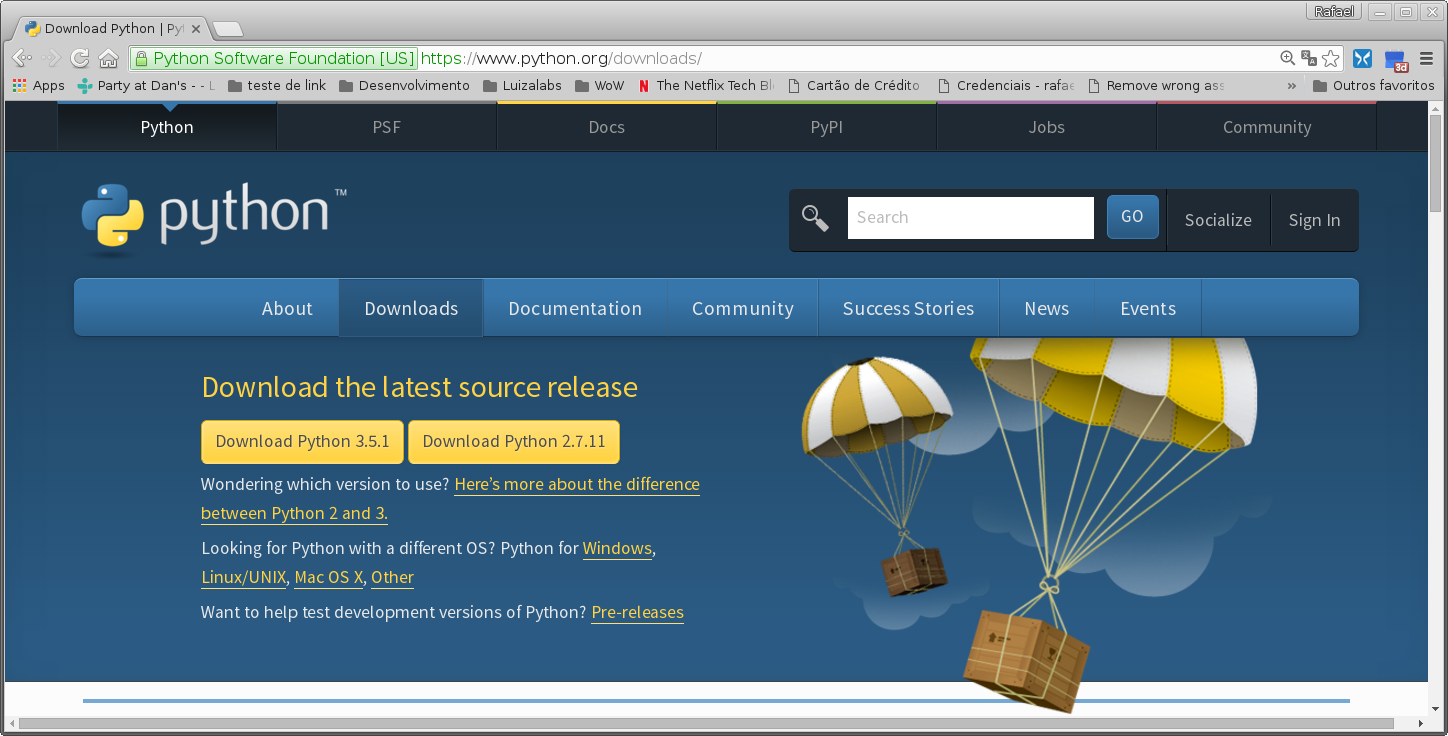 Rafael
Download Python | Pyt
Python Software Foundation [US] https://www.python.org/downloads/
Apps Party at Dan's - - L teste de link Desenvolvimento Luizalabs WoW The Netflix Tech Bl Cartão de Crédito Credenciais - rafae Remove wrong ass » Outros favoritos
3d
Python PSF Docs PyPI Jobs Community
python ™
Search GO Socialize Sign In
About Downloads Documentation Community Success Stories News Events
Download the latest source release
Download Python 3.5.1 Download Python 2.7.11
Wondering which version to use? Here’s more about the difference
between Python 2 and 3.
Looking for Python with a different OS? Python for Windows,
Linux/UNIX, Mac OS X, Other
Want to help test development versions of Python? Pre-releases